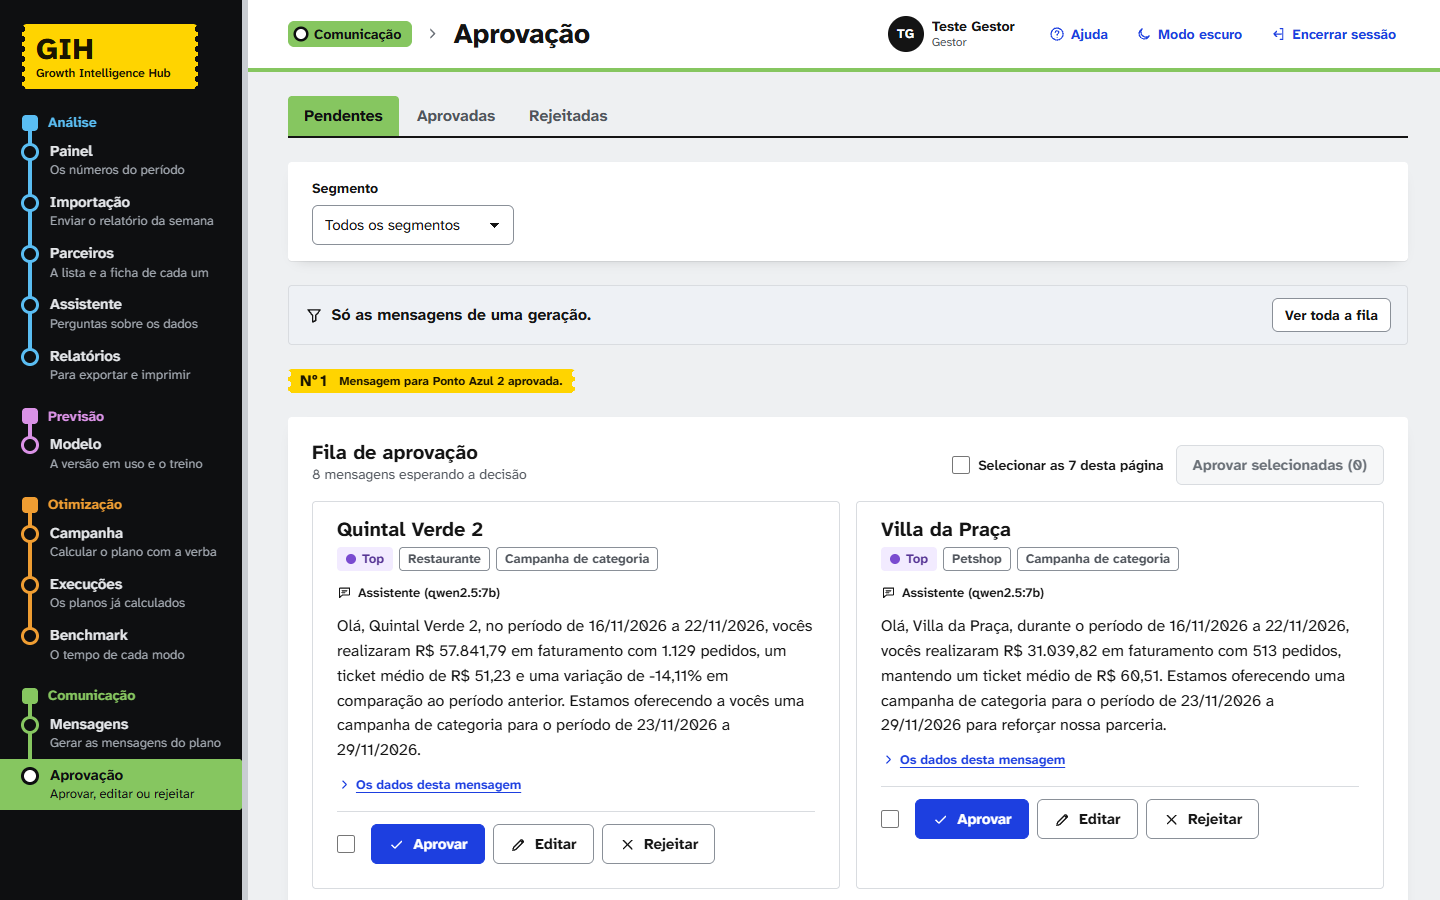 GIH
Growth Intelligence Hub
Análise
Painel
Os números do período
Importação
Enviar o relatório da semana
Parceiros
A lista e a ficha de cada um
Assistente
Perguntas sobre os dados
Relatórios
Para exportar e imprimir
Previsão
Modelo
A versão em uso e o treino
Otimização
Campanha
Calcular o plano com a verba
Execuções
Os planos já calculados
Benchmark
O tempo de cada modo
Comunicação
Mensagens
Gerar as mensagens do plano
Aprovação
Aprovar, editar ou rejeitar
Comunicação
Aprovação
TG
Teste Gestor
Gestor
Ajuda
Modo escuro
Encerrar sessão
Pendentes
Aprovadas
Rejeitadas
Segmento
Todos os segmentos
Só as mensagens de uma geração.
Ver toda a fila
Nº1 Mensagem para Ponto Azul 2 aprovada.
Fila de aprovação
8 mensagens esperando a decisão
Selecionar as 7 desta página
Aprovar selecionadas (0)
Quintal Verde 2
Top
Restaurante
Campanha de categoria
Assistente (qwen2.5:7b)
Olá, Quintal Verde 2, no período de 16/11/2026 a 22/11/2026, vocês
realizaram R$ 57.841,79 em faturamento com 1.129 pedidos, um
ticket médio de R$ 51,23 e uma variação de -14,11% em
comparação ao período anterior. Estamos oferecendo a vocês uma
campanha de categoria para o período de 23/11/2026 a
29/11/2026.
Os dados desta mensagem
Aprovar
Editar
Rejeitar
Villa da Praça
Top
Petshop
Campanha de categoria
Assistente (qwen2.5:7b)
Olá, Villa da Praça, durante o período de 16/11/2026 a 22/11/2026,
vocês realizaram R$ 31.039,82 em faturamento com 513 pedidos,
mantendo um ticket médio de R$ 60,51. Estamos oferecendo uma
campanha de categoria para o período de 23/11/2026 a
29/11/2026 para reforçar nossa parceria.
Os dados desta mensagem
Aprovar
Editar
Rejeitar